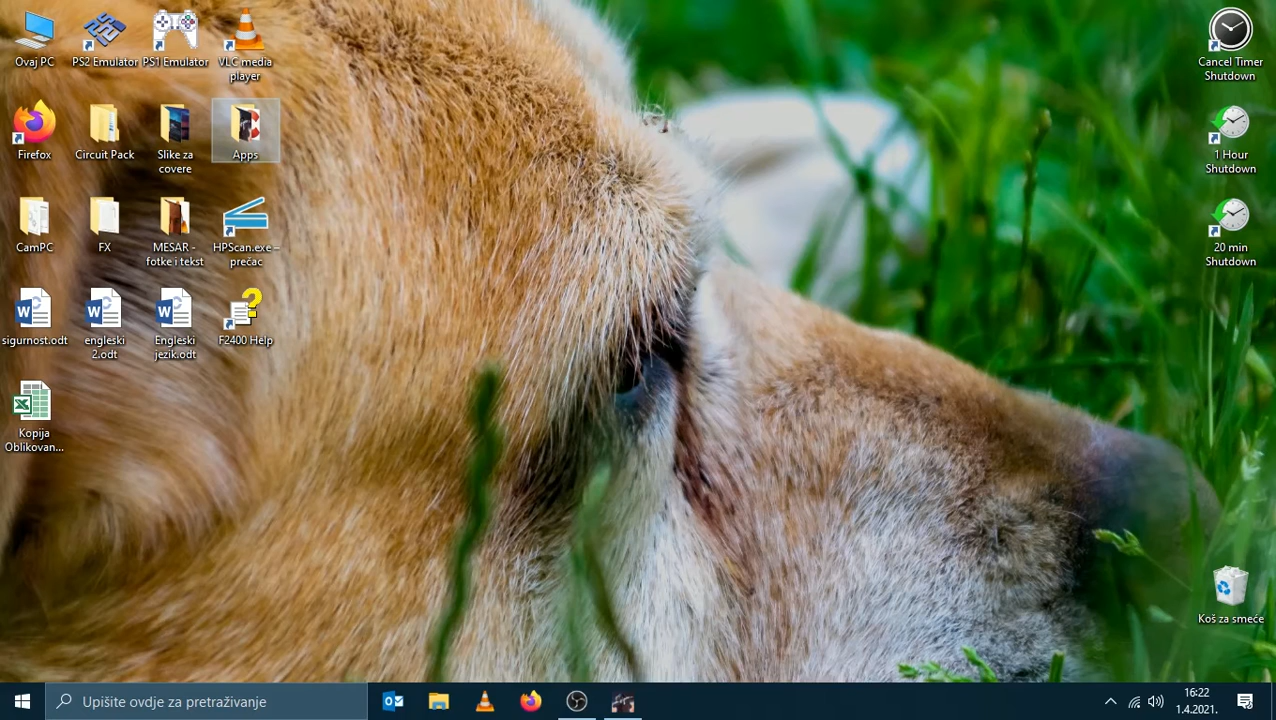 Ovaj PC
PS2 Emulator
PS1 Emulator
VLC media
player
Firefox
Circuit Pack
Slike za
covere
Apps
CamPC
FX
MESAR -
fotke i tekst
HPScan.exe –
prečac
sigurnost.odt
engleski
2.odt
Engleski
jezik.odt
F2400 Help
Kopija
Oblikovan...
Cancel Timer
Shutdown
1 Hour
Shutdown
20 min
Shutdown
Koš za smeće
Upišite ovdje za pretraživanje
16:22
1.4.2021.